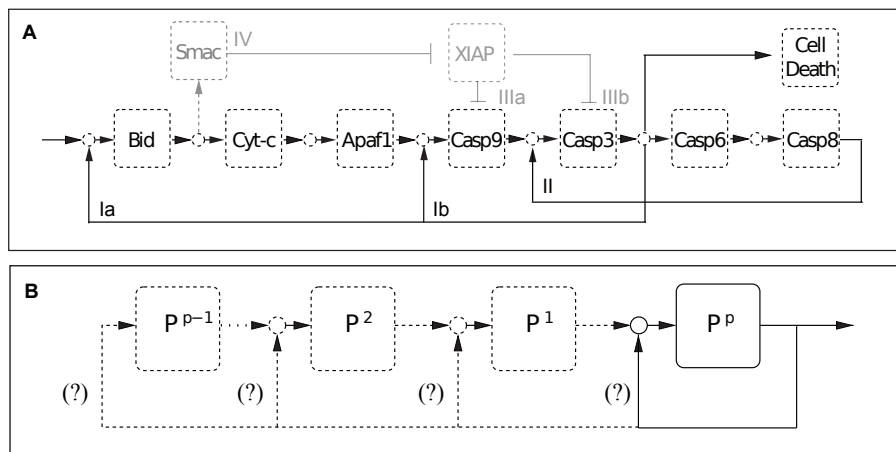 A
Smac
IV
XIAP
Cell
Death
IIIa
IIIb
Bid
Cyt-c
Apaf1
Casp9
Casp3
Casp6
Casp8
II
Ia
Ib
B
P^p-1
P^2
P^1
P^p
(?)
(?)
(?)
(?)